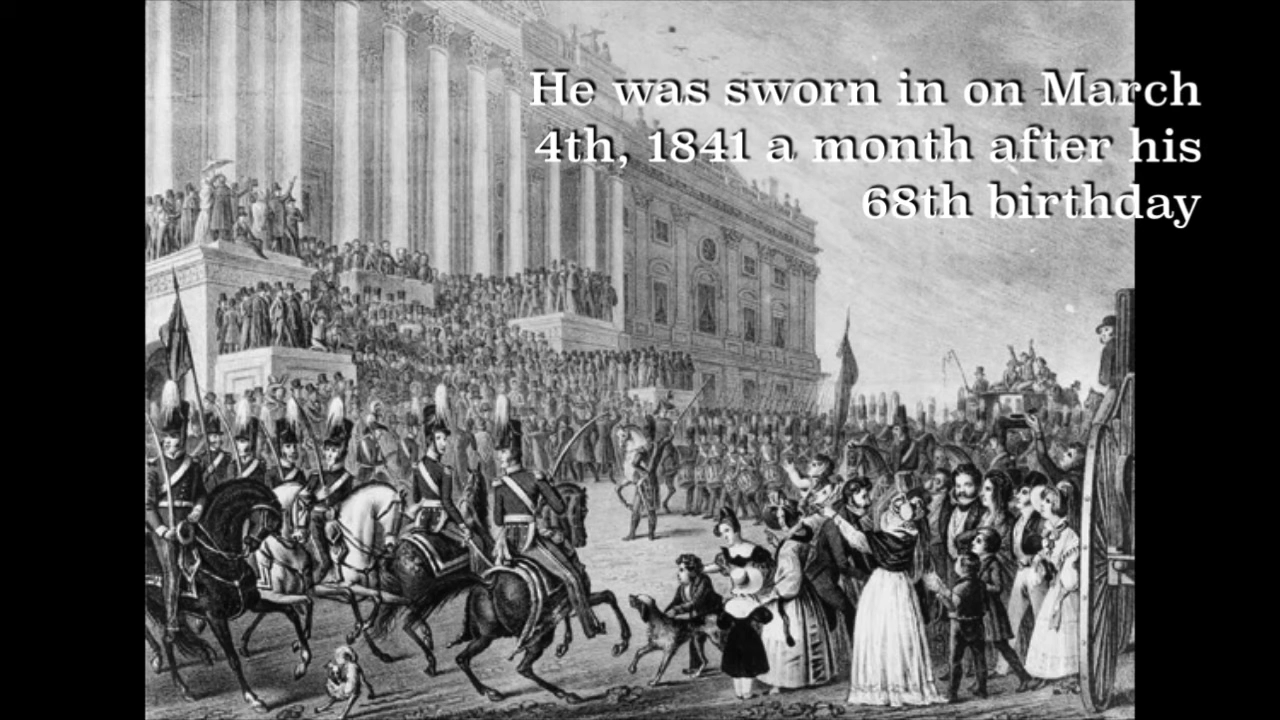 He was sworn in on March
4th, 1841 a month after his
68th birthday